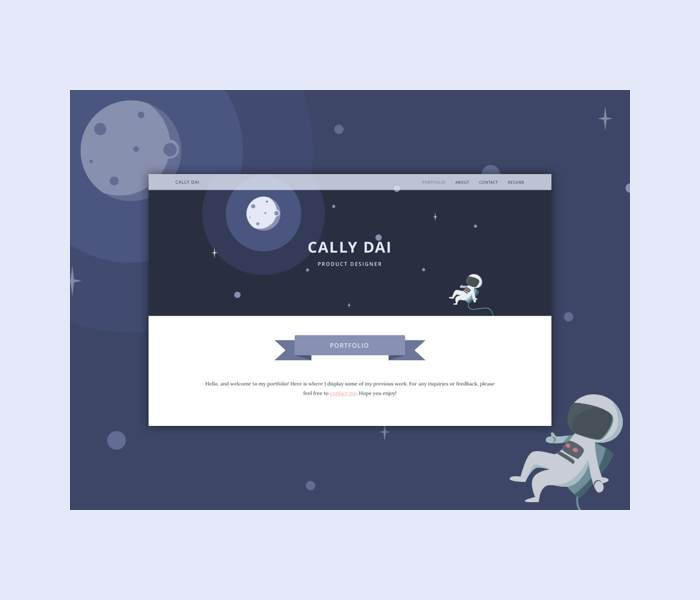 CALLY DAI
PORTFOLIO ABOUT CONTACT RESUME
CALLY DAI
PRODUCT DESIGNER
PORTFOLIO
Hello, and welcome to my portfolio! Here is where I display some of my previous work. For any inquiries or feedback, please
feel free to contact me. Hope you enjoy!